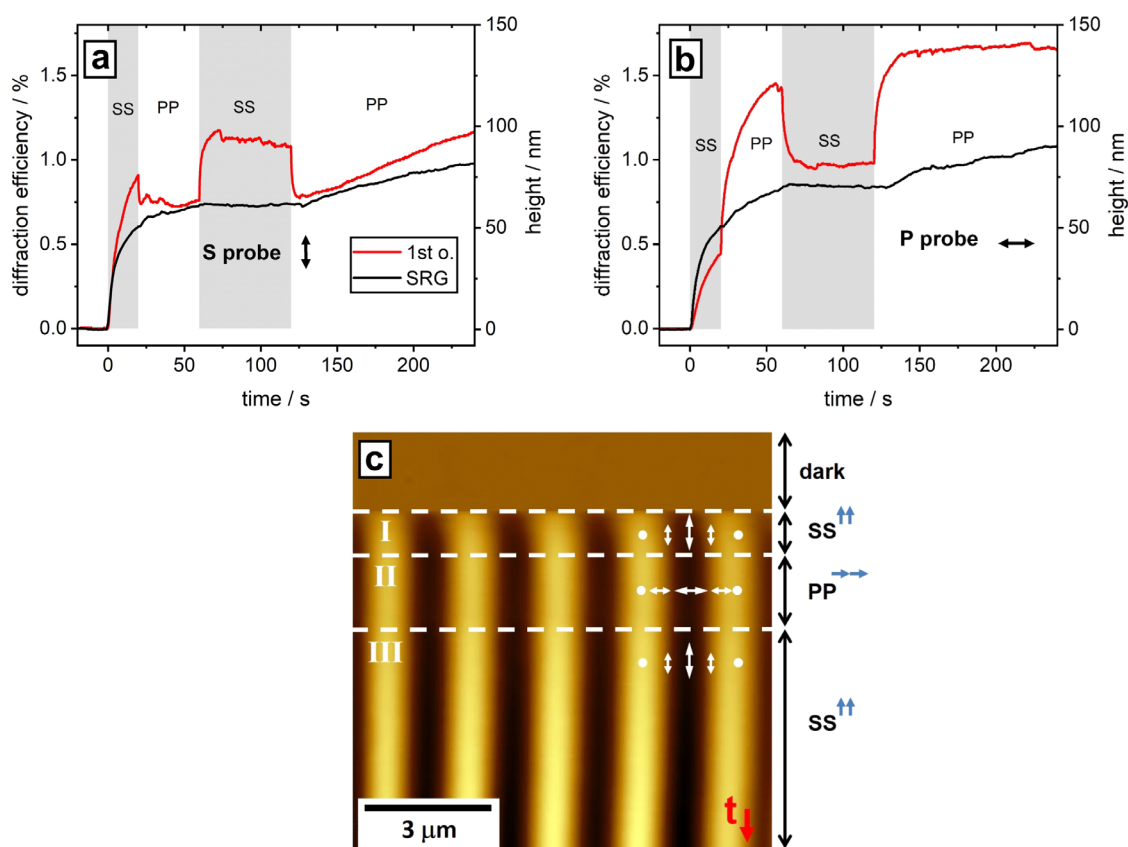 a
diffraction efficiency / %
1.5
1.0
0.5
0.0
SS
PP
SS
PP
S probe
1st o.
SRG
150
100
50
0
height / nm
0
50
100
150
200
time / s
b
diffraction efficiency / %
1.5
1.0
0.5
0.0
SS
PP
SS
PP
P probe
150
100
50
0
height / nm
0
50
100
150
200
time / s
c
dark
I
SS
II
PP
III
SS
3 μm
t